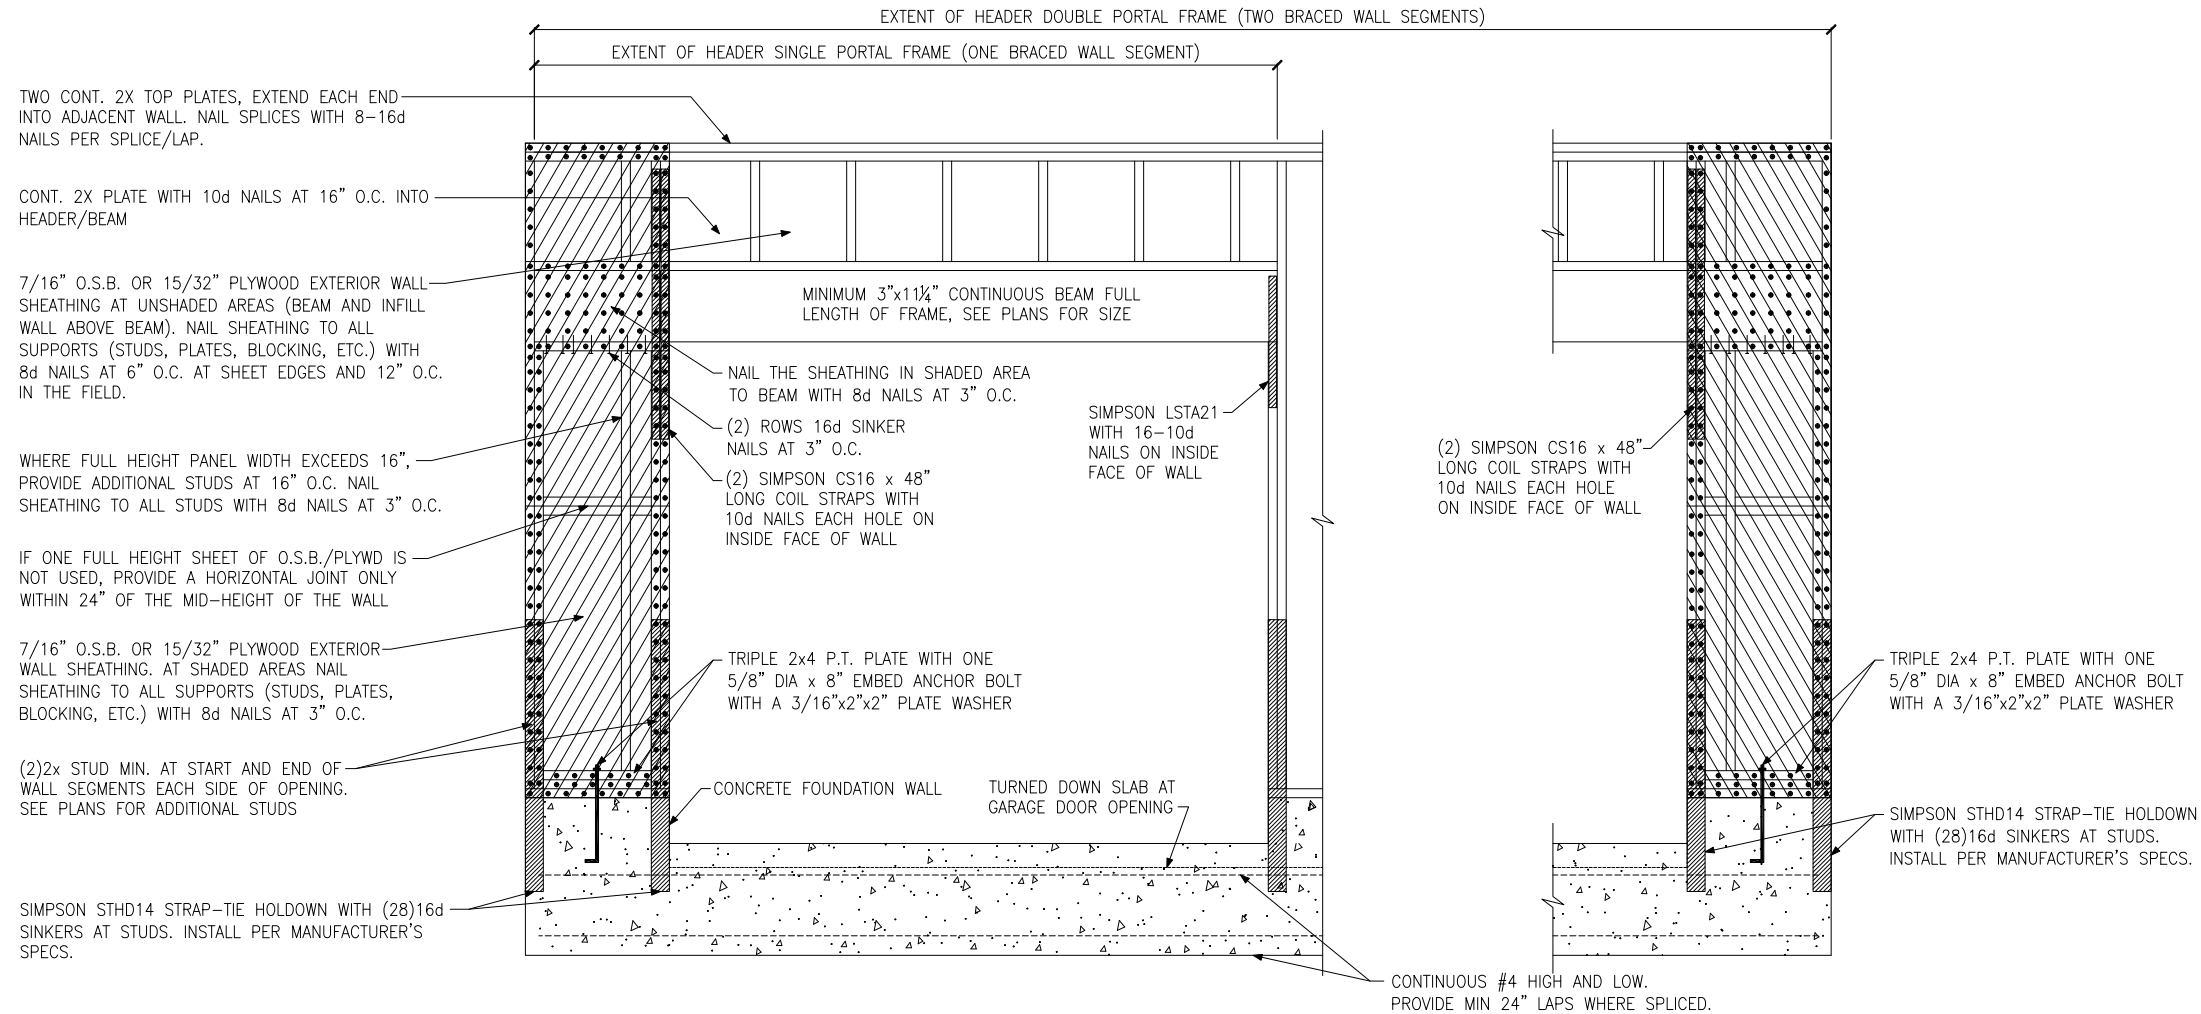 EXTENT OF HEADER DOUBLE PORTAL FRAME (TWO BRACED WALL SEGMENTS)
EXTENT OF HEADER SINGLE PORTAL FRAME (ONE BRACED WALL SEGMENT)
TWO CONT. 2X TOP PLATES, EXTEND EACH END
INTO ADJACENT WALL. NAIL SPLICES WITH 8-16d
NAILS PER SPLICE/LAP.
CONT. 2X PLATE WITH 10d NAILS AT 16" O.C. INTO
HEADER/BEAM
7/16" O.S.B. OR 15/32" PLYWOOD EXTERIOR WALL
SHEATHING AT UNSHADED AREAS (BEAM AND INFILL
WALL ABOVE BEAM). NAIL SHEATHING TO ALL
SUPPORTS (STUDS, PLATES, BLOCKING, ETC.) WITH
8d NAILS AT 6" O.C. AT SHEET EDGES AND 12" O.C.
IN THE FIELD.
WHERE FULL HEIGHT PANEL WIDTH EXCEEDS 16",
PROVIDE ADDITIONAL STUDS AT 16" O.C. NAIL
SHEATHING TO ALL STUDS WITH 8d NAILS AT 3" O.C.
IF ONE FULL HEIGHT SHEET OF O.S.B./PLYWD IS
NOT USED, PROVIDE A HORIZONTAL JOINT ONLY
WITHIN 24" OF THE MID-HEIGHT OF THE WALL
7/16" O.S.B. OR 15/32" PLYWOOD EXTERIOR
WALL SHEATHING. AT SHADED AREAS NAIL
SHEATHING TO ALL SUPPORTS (STUDS, PLATES,
BLOCKING, ETC.) WITH 8d NAILS AT 3" O.C.
(2)2x STUD MIN. AT START AND END OF
WALL SEGMENTS EACH SIDE OF OPENING.
SEE PLANS FOR ADDITIONAL STUDS
SIMPSON STHD14 STRAP-TIE HOLDOWN WITH (28)16d
SINKERS AT STUDS. INSTALL PER MANUFACTURER'S
SPECS.
MINIMUM 3"x11¼" CONTINUOUS BEAM FULL
LENGTH OF FRAME, SEE PLANS FOR SIZE
NAIL THE SHEATHING IN SHADED AREA
TO BEAM WITH 8d NAILS AT 3" O.C.
(2) ROWS 16d SINKER
NAILS AT 3" O.C.
(2) SIMPSON CS16 x 48"
LONG COIL STRAPS WITH
10d NAILS EACH HOLE ON
INSIDE FACE OF WALL
SIMPSON LSTA21
WITH 16-10d
NAILS ON INSIDE
FACE OF WALL
TRIPLE 2x4 P.T. PLATE WITH ONE
5/8" DIA x 8" EMBED ANCHOR BOLT
WITH A 3/16"x2"x2" PLATE WASHER
CONCRETE FOUNDATION WALL
TURNED DOWN SLAB AT
GARAGE DOOR OPENING
(2) SIMPSON CS16 x 48"
LONG COIL STRAPS WITH
10d NAILS EACH HOLE
ON INSIDE FACE OF WALL
TRIPLE 2x4 P.T. PLATE WITH ONE
5/8" DIA x 8" EMBED ANCHOR BOLT
WITH A 3/16"x2"x2" PLATE WASHER
SIMPSON STHD14 STRAP-TIE HOLDOWN
WITH (28)16d SINKERS AT STUDS.
INSTALL PER MANUFACTURER'S SPECS.
CONTINUOUS #4 HIGH AND LOW.
PROVIDE MIN 24" LAPS WHERE SPLICED.